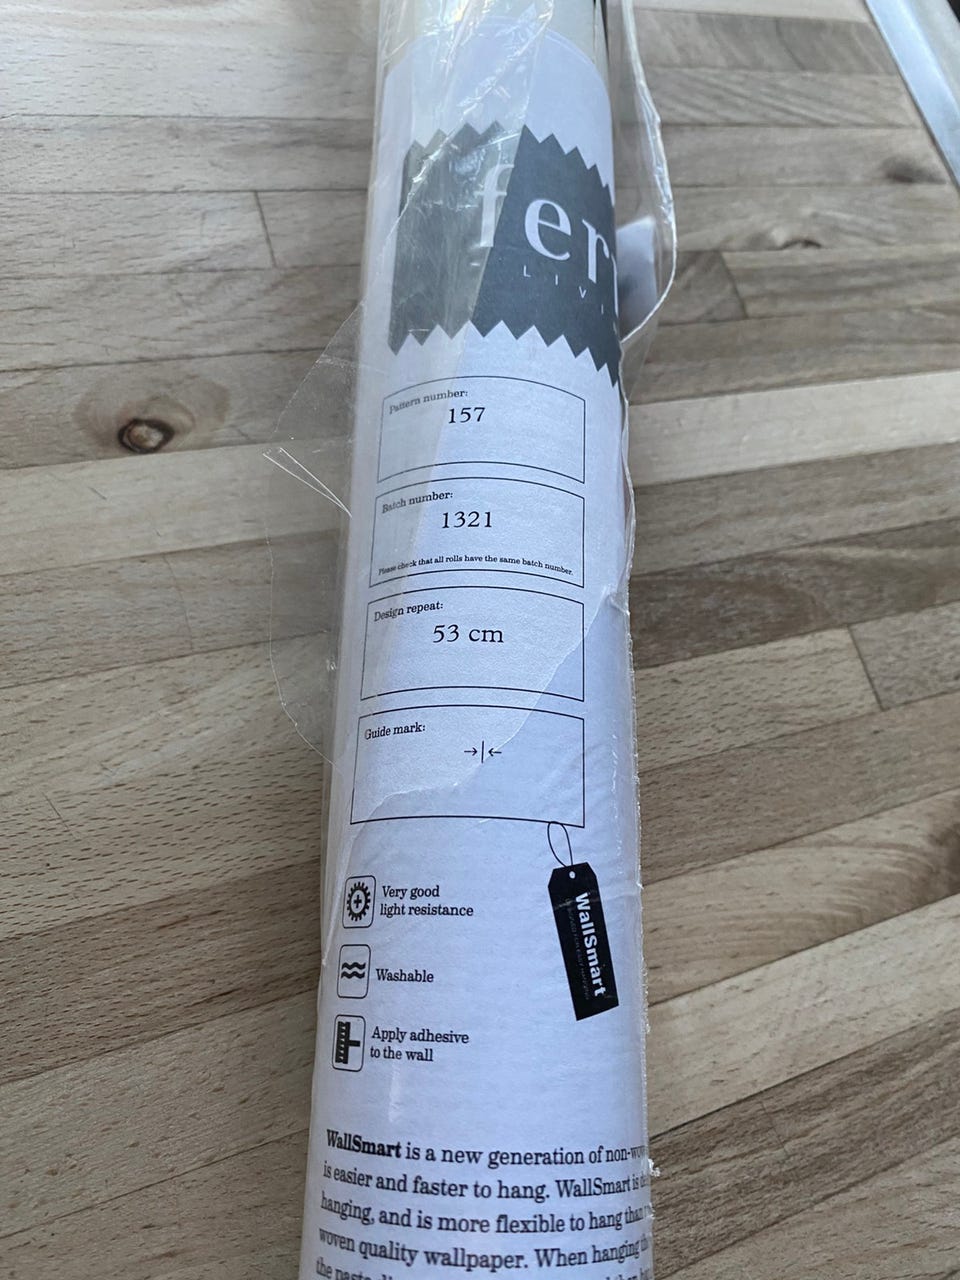 fer
LIVI
Pattern number:
157
Batch number:
1321
Please check that all rolls have the same batch number.
Design repeat:
53 cm
Guide mark:
→|←
Very good
light resistance
Washable
Apply adhesive
to the wall
WallSmart
WallSmart is a new generation of
is easier and faster to hang. WallSmart is
hanging, and is more flexible to hang than
woven quality wallpaper. When hanging
the